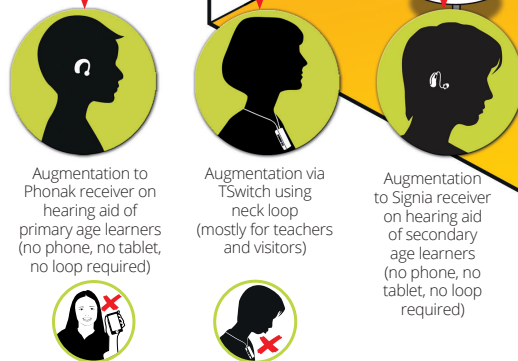 Augmentation to
Phonak receiver on
hearing aid of
primary age learners
(no phone, no tablet,
no loop required)
Augmentation via
TSwitch using
neck loop
(mostly for teachers
and visitors)
Augmentation
to Signia receiver
on hearing aid
of secondary
age learners
(no phone, no
tablet, no loop
required)